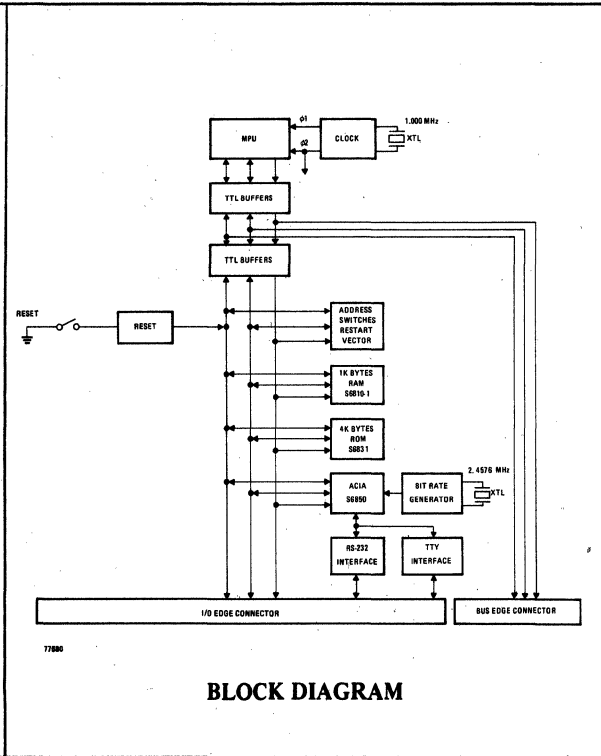 1.000 MHz
ϕ1
MPU
CLOCK
XTL
ϕ2
TTL BUFFERS
TTL BUFFERS
RESET
RESET
ADDRESS
SWITCHES
RESTART
VECTOR
1K BYTES
RAM
S6810-1
4K BYTES
ROM
S6831
2.4576 MHz
ACIA
S6850
BIT RATE
GENERATOR
XTL
RS-232
INTERFACE
TTY
INTERFACE
I/O EDGE CONNECTOR
BUS EDGE CONNECTOR
77680
BLOCK DIAGRAM